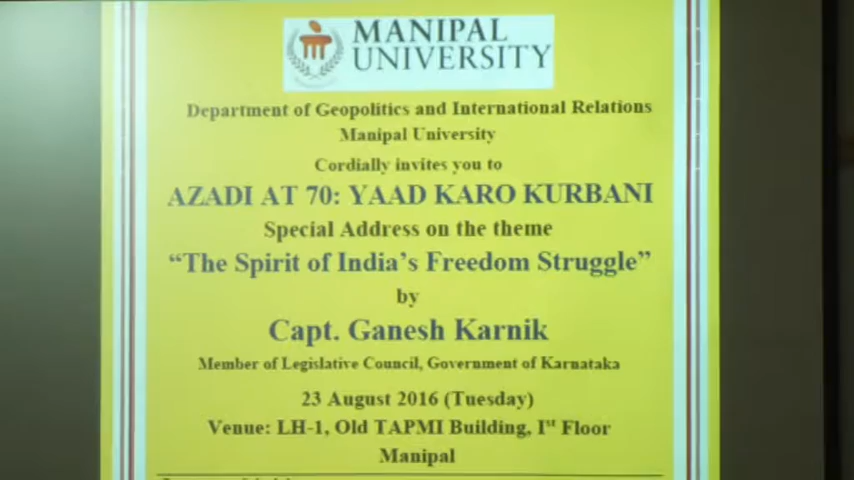 MANIPAL
UNIVERSITY
Department of Geopolitics and International Relations
Manipal University
Cordially invites you to
AZADI AT 70: YAAD KARO KURBANI
Special Address on the theme
“The Spirit of India’s Freedom Struggle”
by
Capt. Ganesh Karnik
Member of Legislative Council, Government of Karnataka
23 August 2016 (Tuesday)
Venue: LH-1, Old TAPMI Building, Ist Floor
Manipal